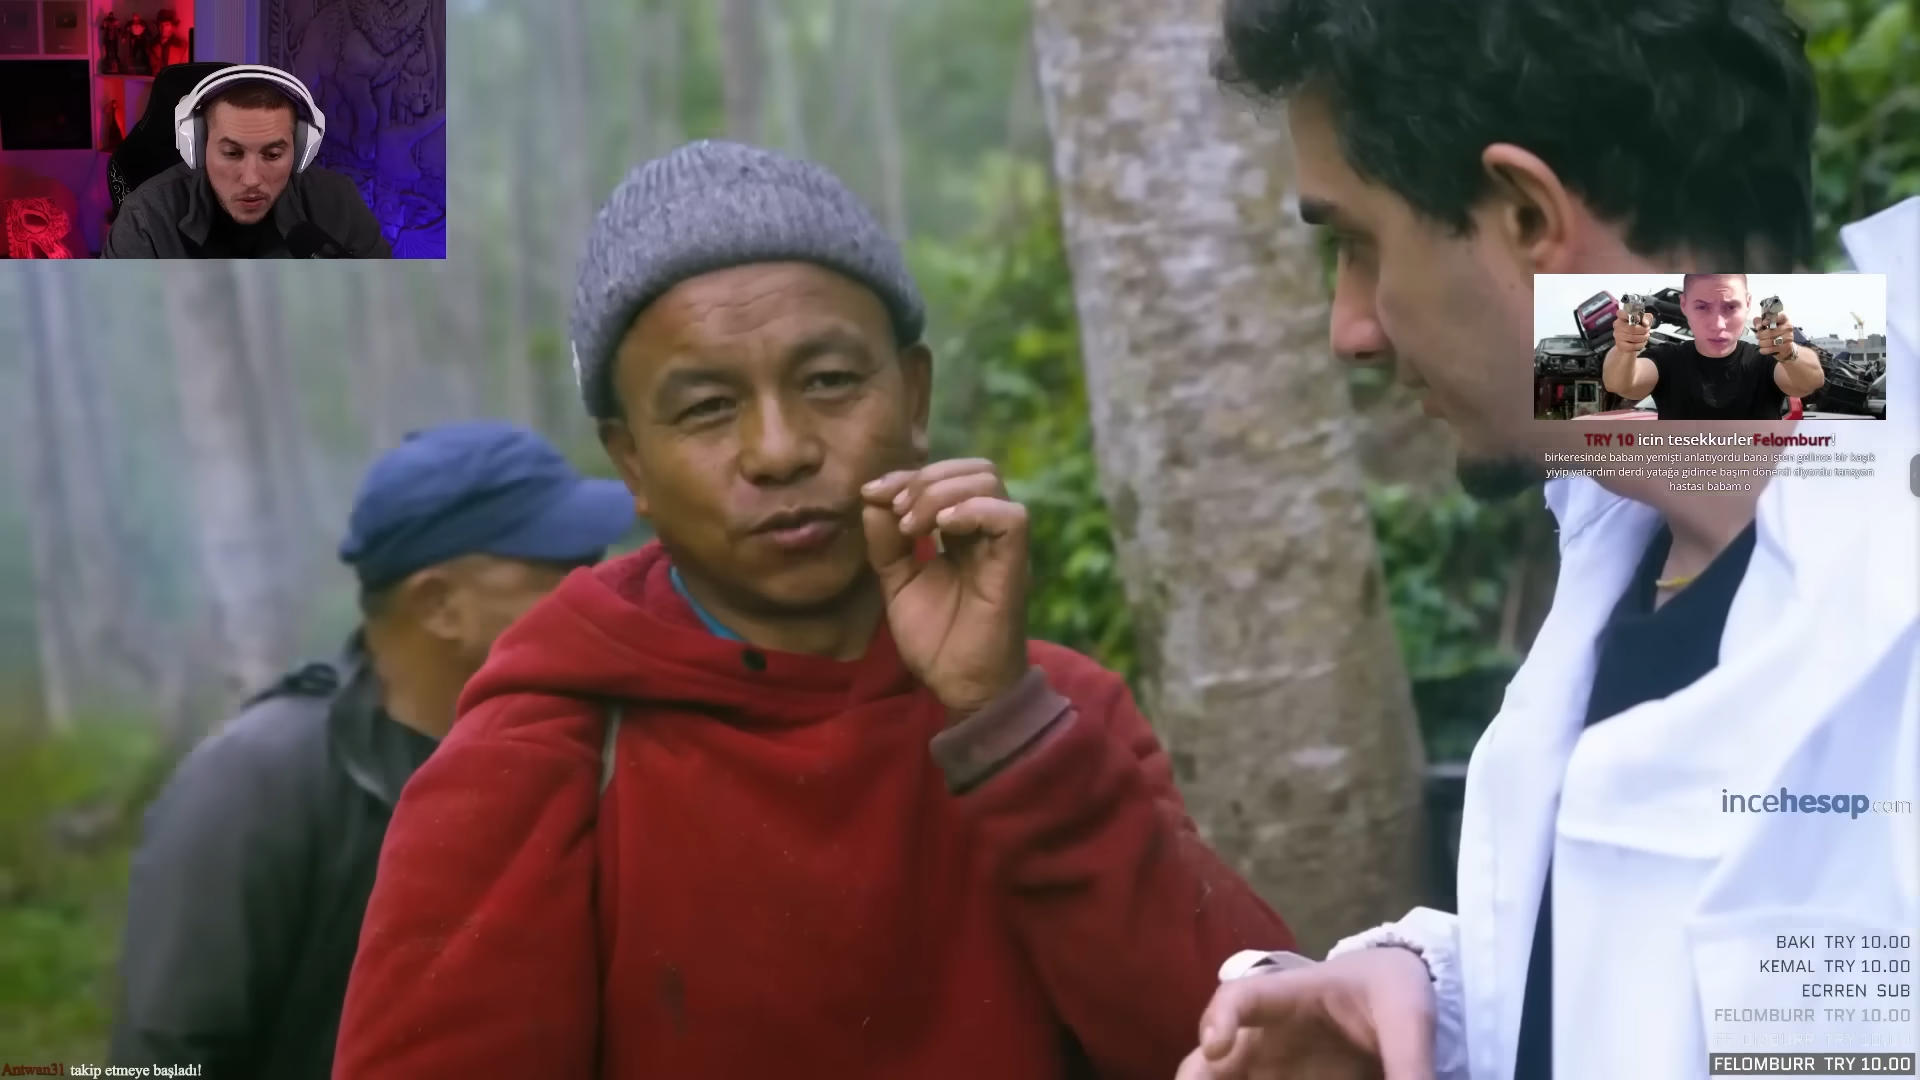 TRY 10 icin tesekkurlerFelomburr!
birkeresinde babam yemişti anlatıyordu bana işten gelince bir kaşık
yiyip yatardım derdi yatağa gidince başım dönerdi diyordu tansyon
hastası babam o
incehesap.com
BAKI TRY 10.00
KEMAL TRY 10.00
ECRREN SUB
FELOMBURR TRY 10.00
FELOMBURR TRY 10.00
Antwan31 takip etmeye başladı!